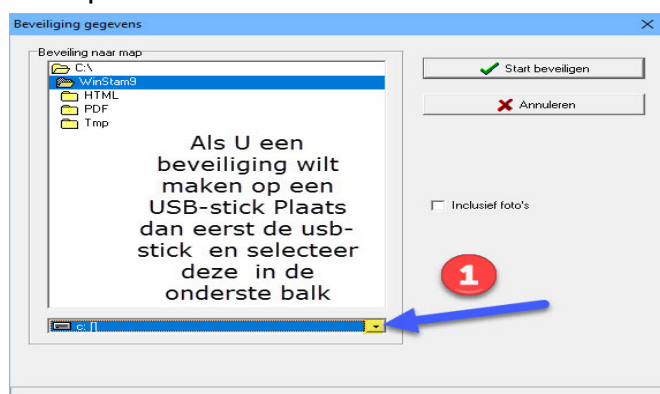 Beveiliging gegevens
Beveiling naar map
C:\
WinStam9
HTML
PDF
Tmp
Start beveiligen
Annuleren
Als U een
beveiliging wilt
maken op een
USB-stick Plaats
dan eerst de usb-
stick en selecteer
deze in de
onderste balk
Inclusief foto's
1
c: []